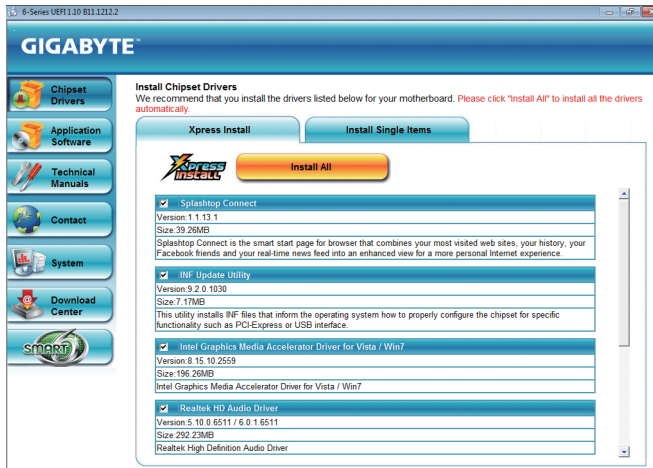 6-Series UEFI 1.10 B11.1212.2
GIGABYTE™
Chipset
Drivers
Application
Software
Technical
Manuals
Contact
System
Download
Center
SMART 6
Install Chipset Drivers
We recommend that you install the drivers listed below for your motherboard. Please click "Install All" to install all the drivers
automatically.
Xpress Install
Install Single Items
Xpress
Install
Install All
Splashtop Connect
Version:1.1.13.1
Size:39.26MB
Splashtop Connect is the smart start page for browser that combines your most visited web sites, your history, your
Facebook friends and your real-time news feed into an enhanced view for a more personal Internet experience.
INF Update Utility
Version:9.2.0.1030
Size:7.17MB
This utility installs INF files that inform the operating system how to properly configure the chipset for specific
functionality such as PCI-Express or USB interface.
Intel Graphics Media Accelerator Driver for Vista / Win7
Version:8.15.10.2559
Size:196.26MB
Intel Graphics Media Accelerator Driver for Vista / Win7
Realtek HD Audio Driver
Version:5.10.0.6511 / 6.0.1.6511
Size:292.23MB
Realtek High Definition Audio Driver